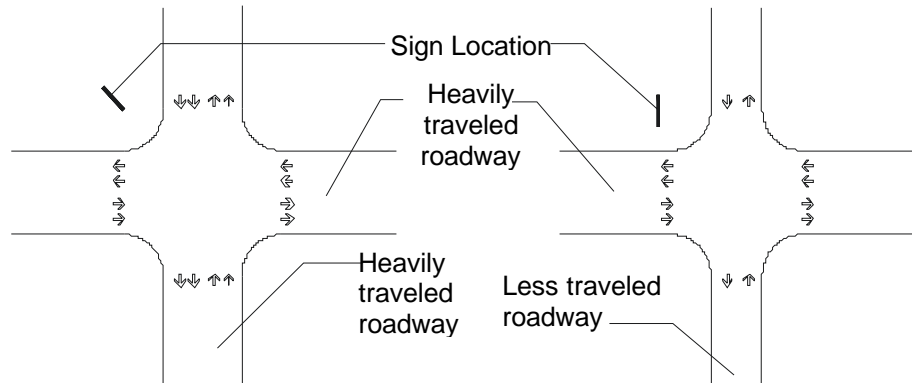 Sign Location
Heavily
traveled
roadway
Heavily
traveled
roadway
Less traveled
roadway